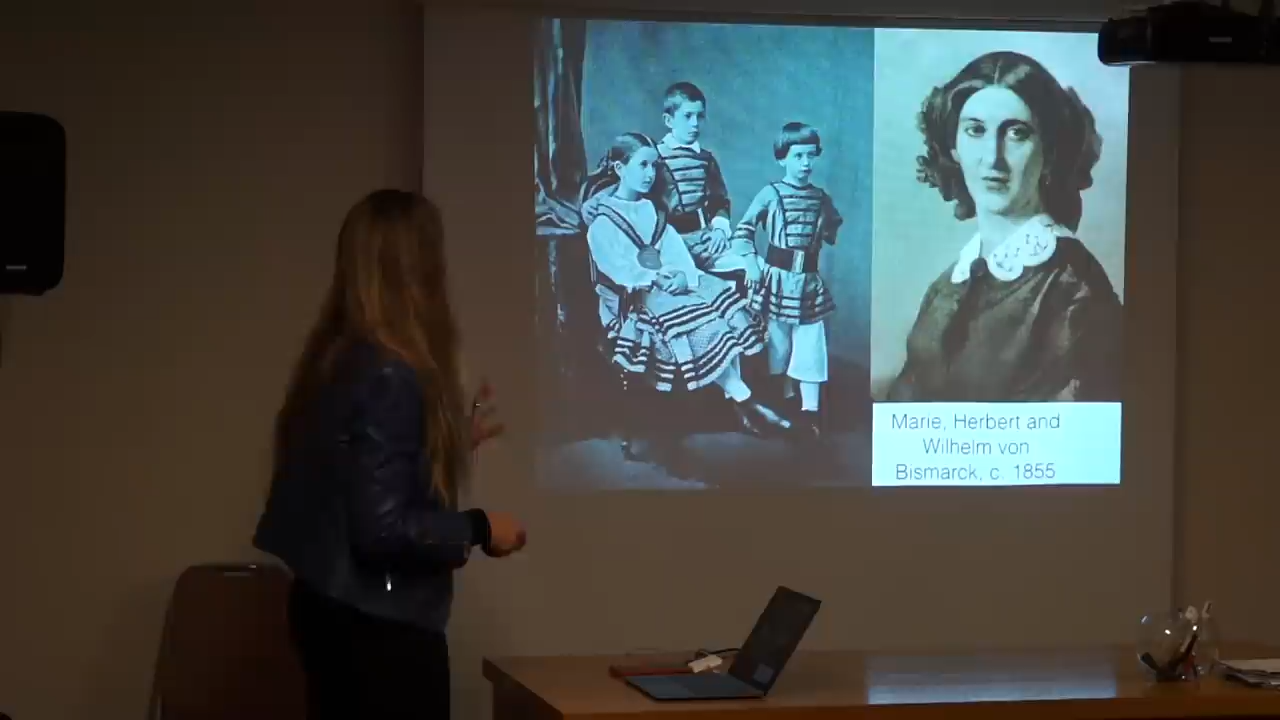 Marie, Herbert and
Wilhelm von
Bismarck, c. 1855